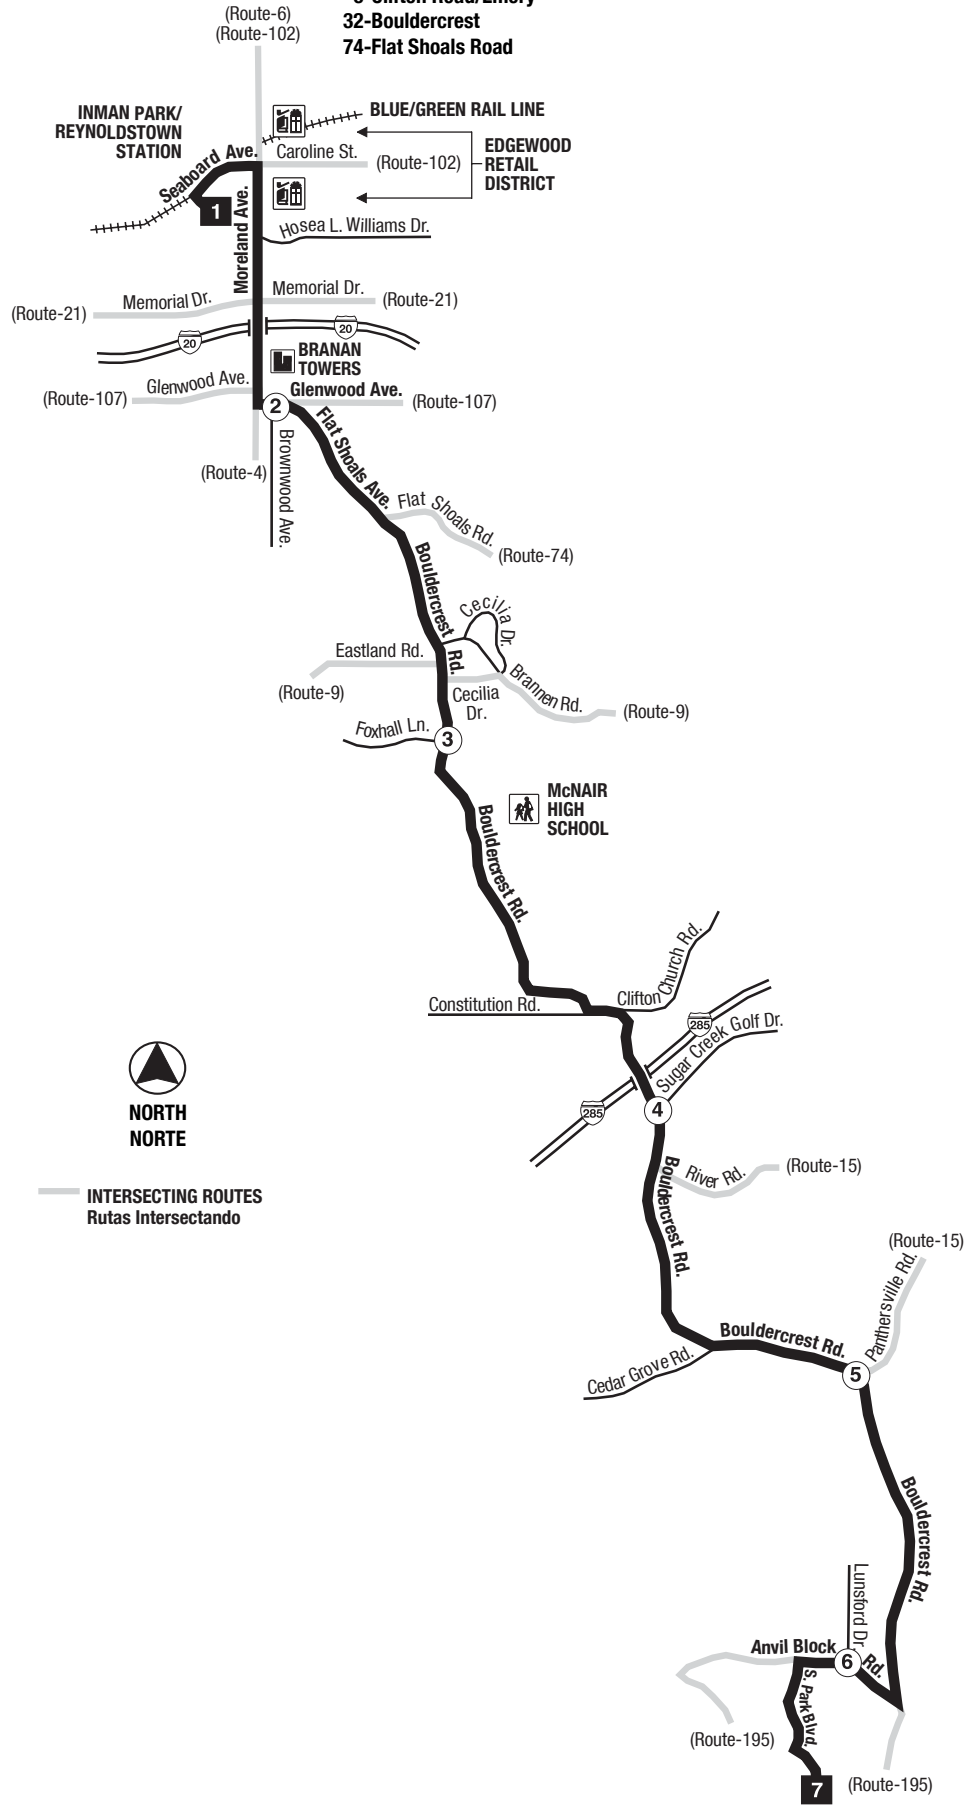 32-Bouldercrest
74-Flat Shoals Road
(Route-6)
(Route-102)
INMAN PARK/
REYNOLDSTOWN
STATION
BLUE/GREEN RAIL LINE
EDGEWOOD
RETAIL
DISTRICT
Seaboard Ave.
Caroline St.
(Route-102)
1
Moreland Ave.
Hosea L. Williams Dr.
Memorial Dr.
Memorial Dr.
(Route-21)
(Route-21)
20
20
BRANAN
TOWERS
Glenwood Ave.
Glenwood Ave.
(Route-107)
(Route-107)
2
Flat Shoals Ave.
Brownwood Ave.
(Route-4)
Flat Shoals Rd.
(Route-74)
Bouldercrest Rd.
Cecilia Dr.
Eastland Rd.
(Route-9)
Cecilia
Dr.
Brannen Rd.
(Route-9)
Foxhall Ln.
3
McNAIR
HIGH
SCHOOL
Bouldercrest Rd.
Constitution Rd.
Clifton Church Rd.
285
Sugar Creek Golf Dr.
285
4
NORTH
NORTE
River Rd.
(Route-15)
Bouldercrest Rd.
INTERSECTING ROUTES
Rutas Intersectando
(Route-15)
Panthersville Rd.
Bouldercrest Rd.
Cedar Grove Rd.
5
Bouldercrest Rd.
Lunsford Dr.
Anvil Block Rd.
6
S. Park Blvd.
(Route-195)
7
(Route-195)